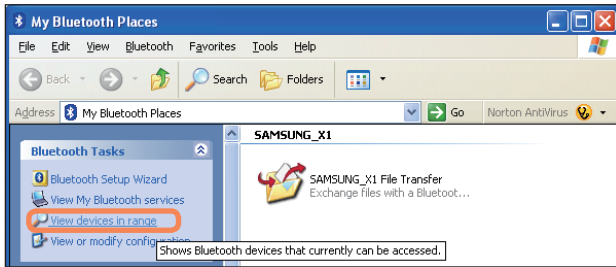 My Bluetooth Places
File Edit View Bluetooth Favorites Tools Help
Back Search Folders
Address My Bluetooth Places Go Norton AntiVirus
SAMSUNG_X1
Bluetooth Tasks
Bluetooth Setup Wizard
View My Bluetooth services
View devices in range
View or modify configuration
SAMSUNG_X1 File Transfer
Exchange files with a Bluetoot...
Shows Bluetooth devices that currently can be accessed.